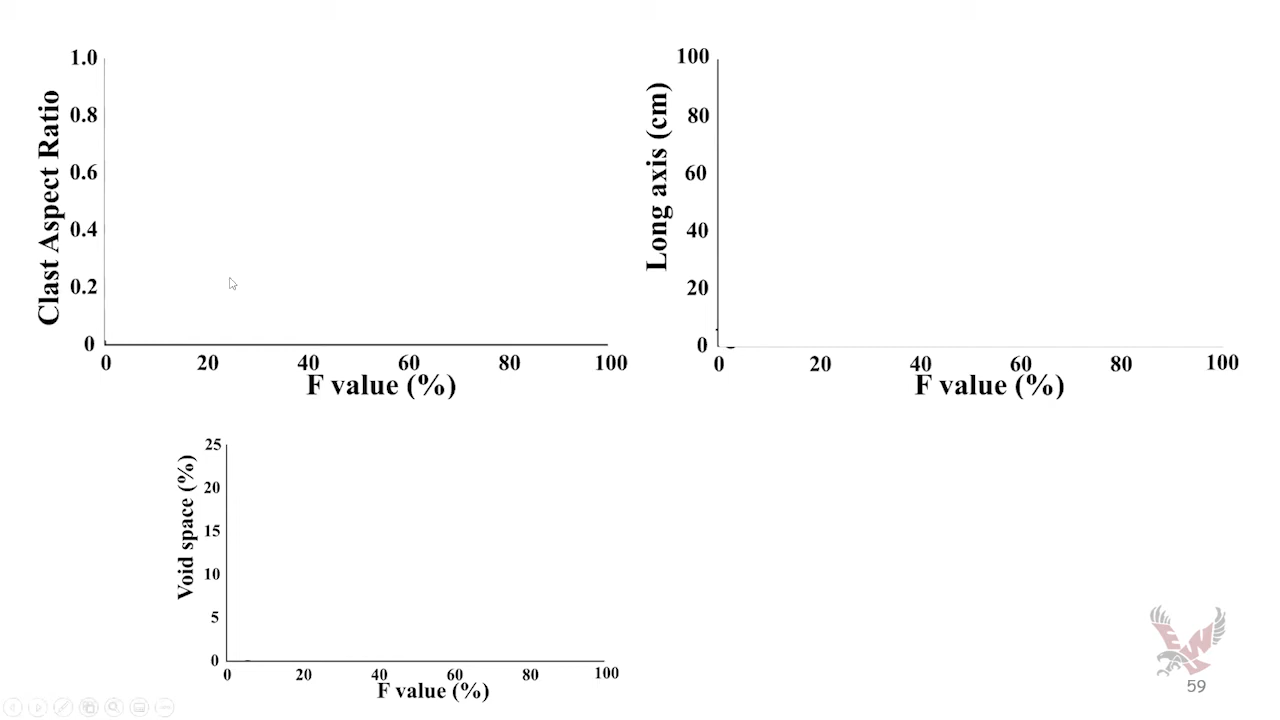 1.0
0.8
0.6
0.4
0.2
0
Clast Aspect Ratio
0 20 40 60 80 100
F value (%)
100
80
60
40
20
0
Long axis (cm)
0 20 40 60 80 100
F value (%)
25
20
15
10
5
0
Void space (%)
0 20 40 60 80 100
F value (%)
EWU
59